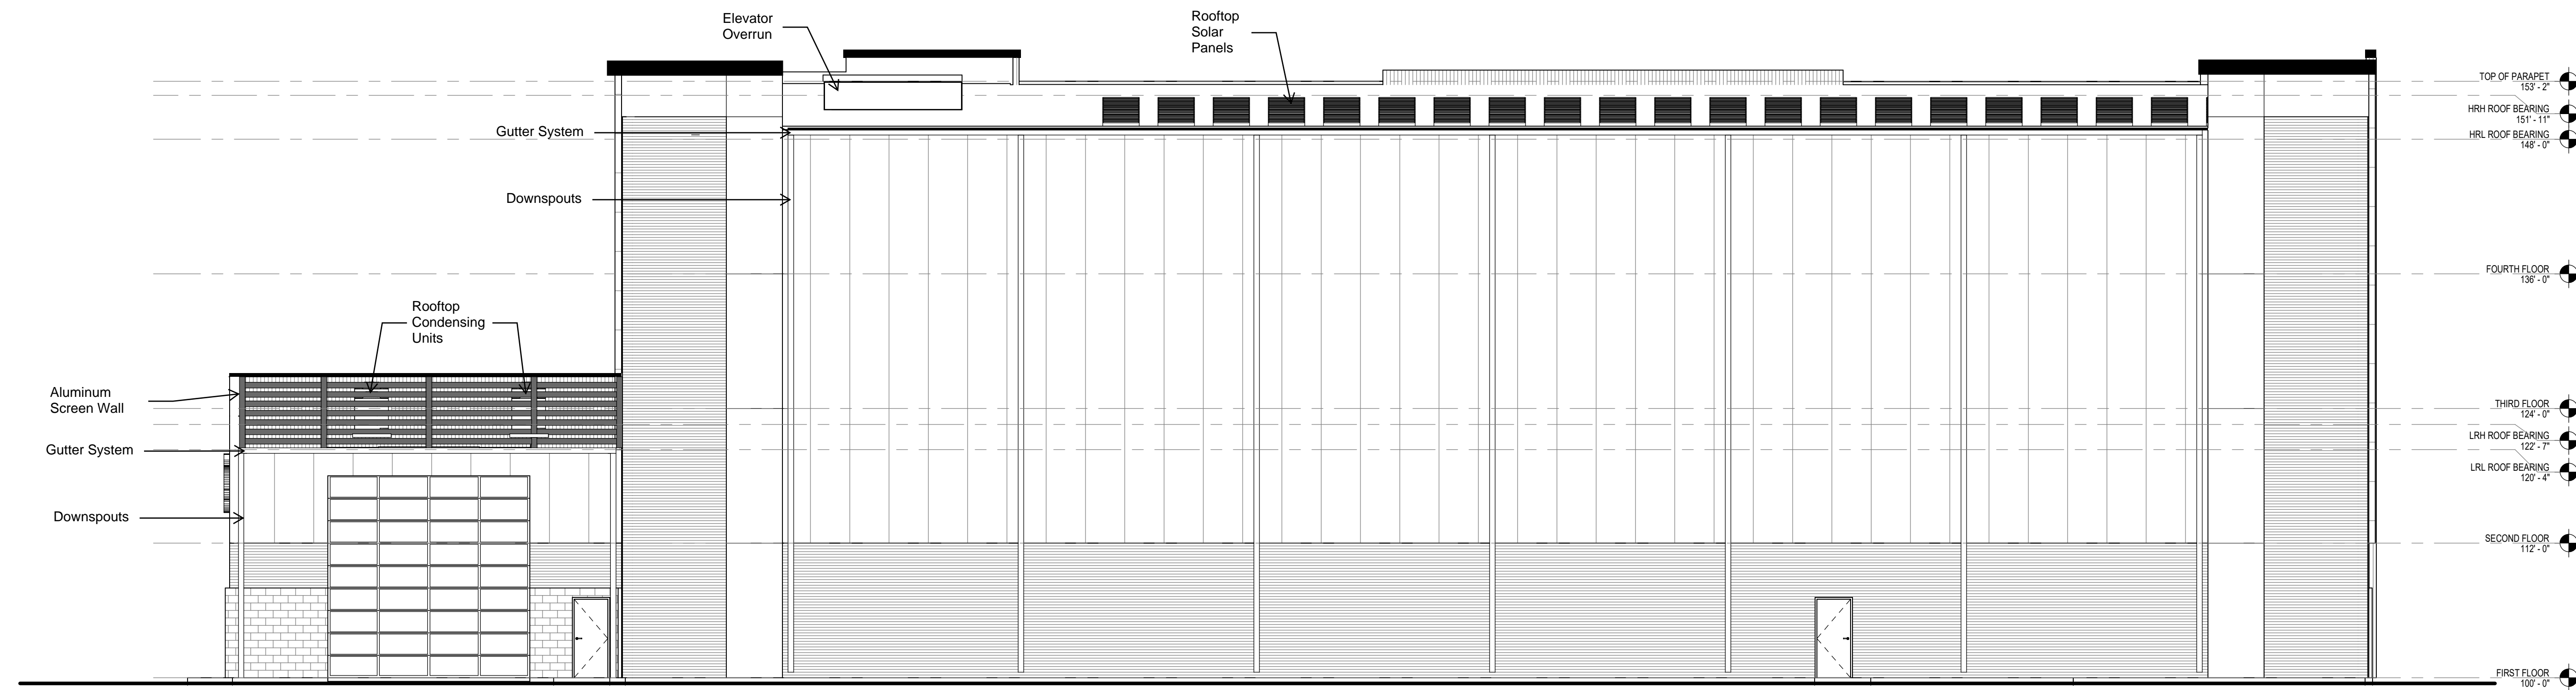 Elevator
Overrun
Rooftop
Solar
Panels
Gutter System
Downspouts
Rooftop
Condensing
Units
Aluminum
Screen Wall
Gutter System
Downspouts
TOP OF PARAPET
153' - 2"
HRH ROOF BEARING
151' - 11"
HRL ROOF BEARING
148' - 0"
FOURTH FLOOR
136' - 0"
THIRD FLOOR
124' - 0"
LRH ROOF BEARING
122' - 7"
LRL ROOF BEARING
120' - 4"
SECOND FLOOR
112' - 0"
FIRST FLOOR
100' - 0"